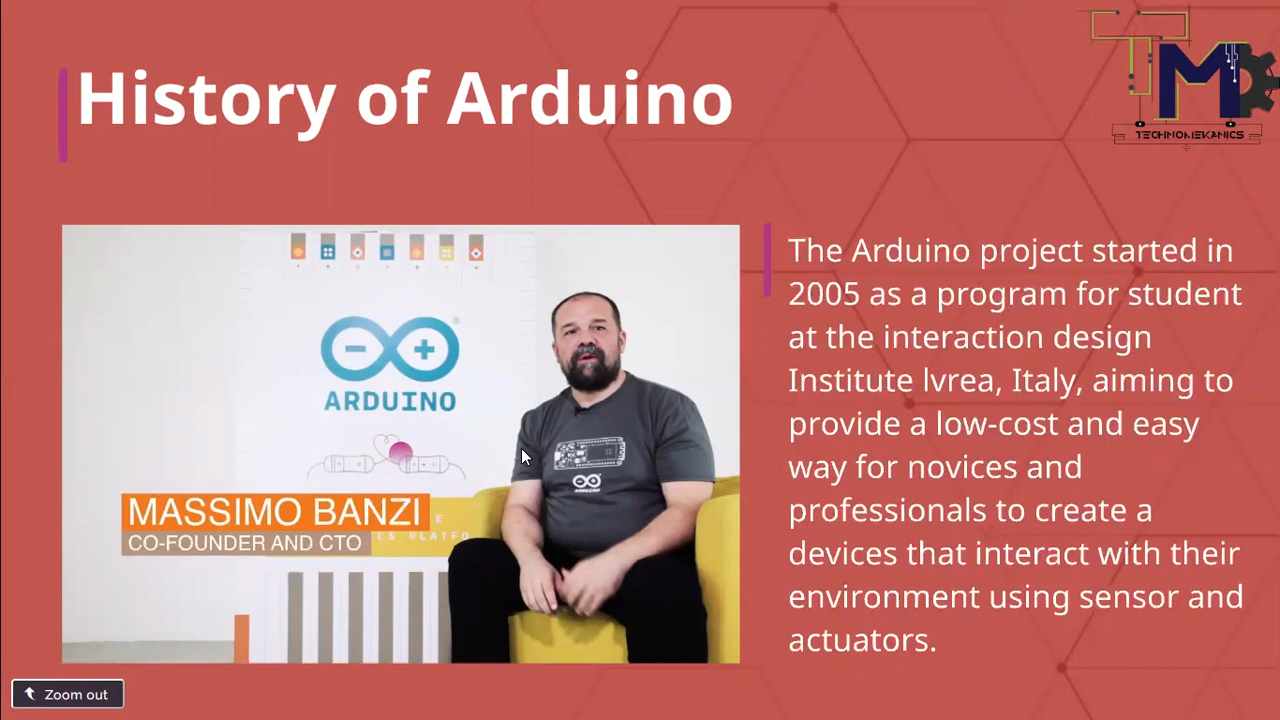 History of Arduino
TECHNOMEKANICS
ARDUINO
MASSIMO BANZI
CO-FOUNDER AND CTO
The Arduino project started in
2005 as a program for student
at the interaction design
Institute lvrea, Italy, aiming to
provide a low-cost and easy
way for novices and
professionals to create a
devices that interact with their
environment using sensor and
actuators.
Zoom out